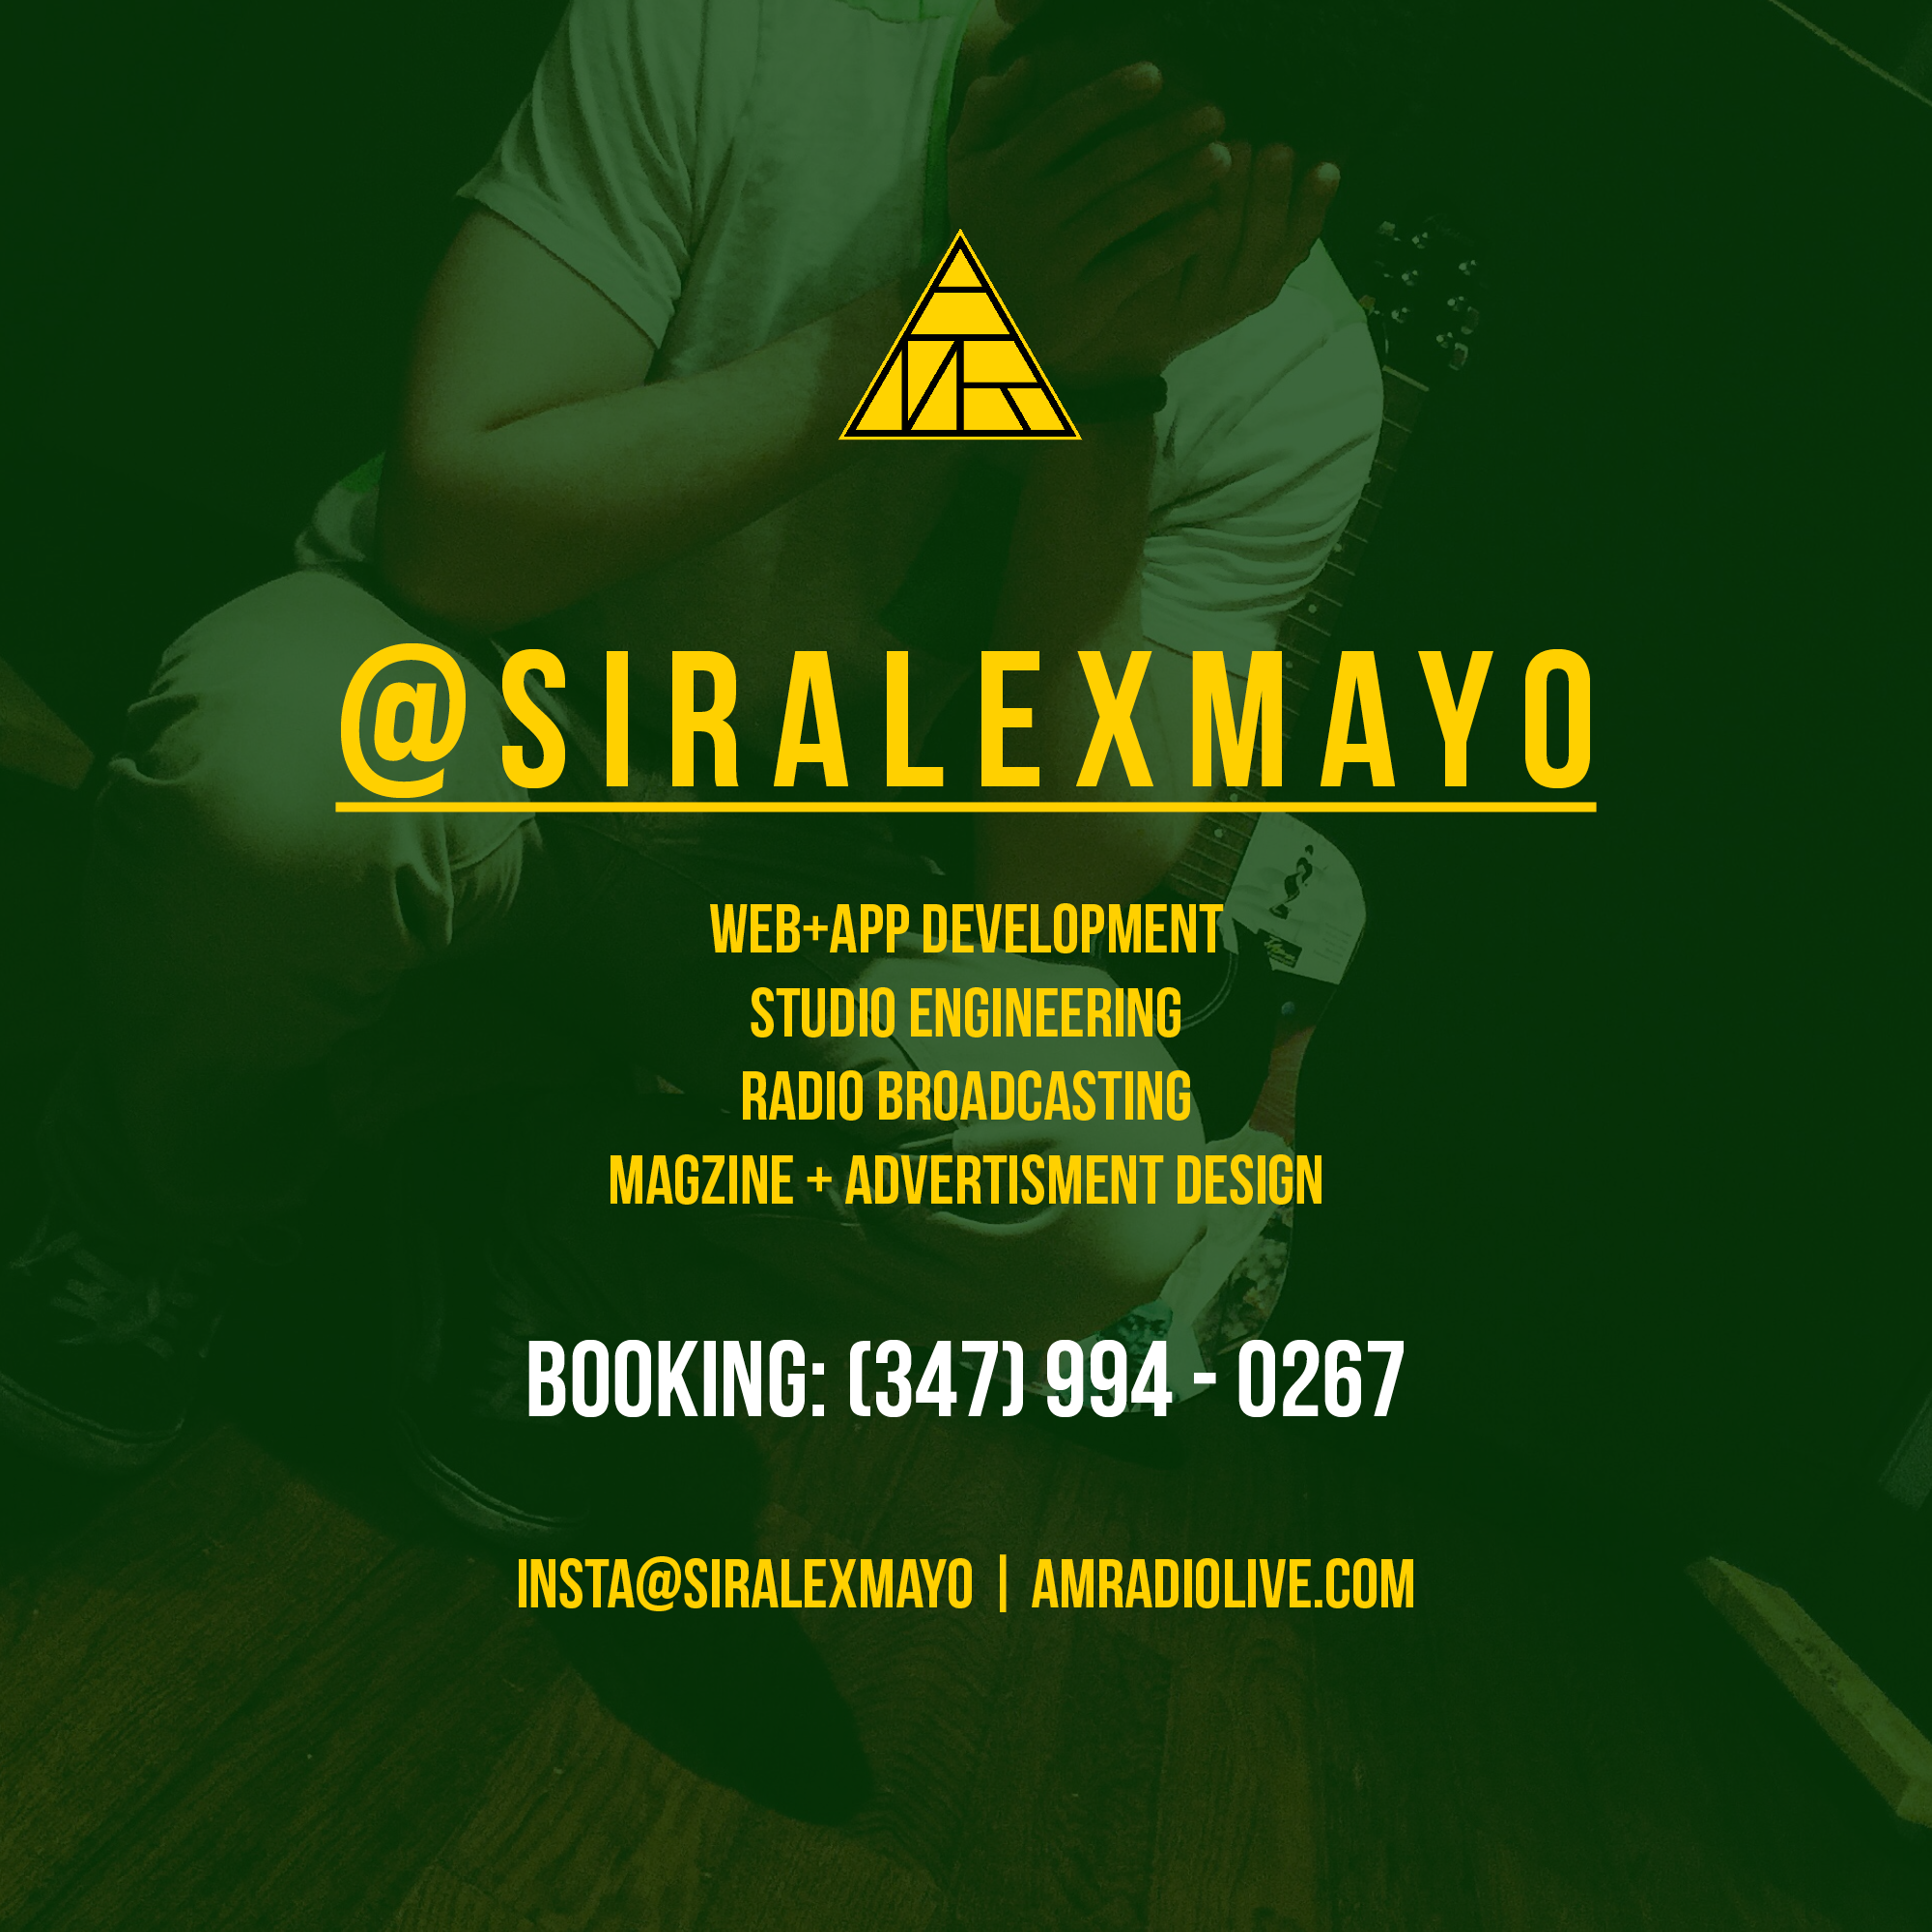 @SIRALEXMAYO
WEB+APP DEVELOPMENT
STUDIO ENGINEERING
RADIO BROADCASTING
MAGZINE + ADVERTISMENT DESIGN
BOOKING: (347) 994 - 0267
INSTA@SIRALEXMAYO | AMRADIOLIVE.COM